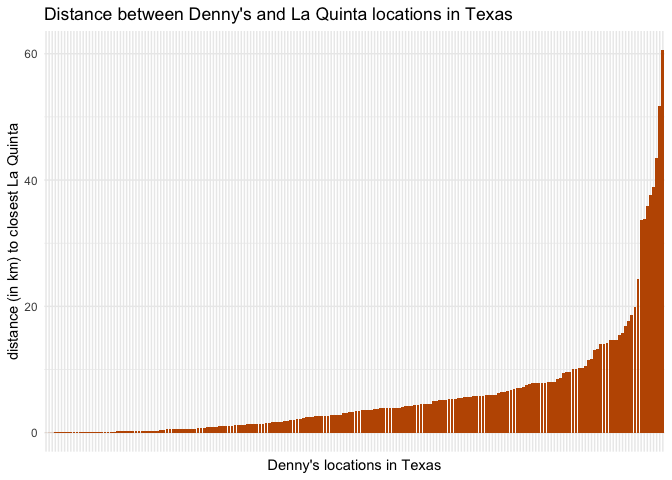 Distance between Denny's and La Quinta locations in Texas
60
40
20
0
distance (in km) to closest La Quinta
Denny's locations in Texas